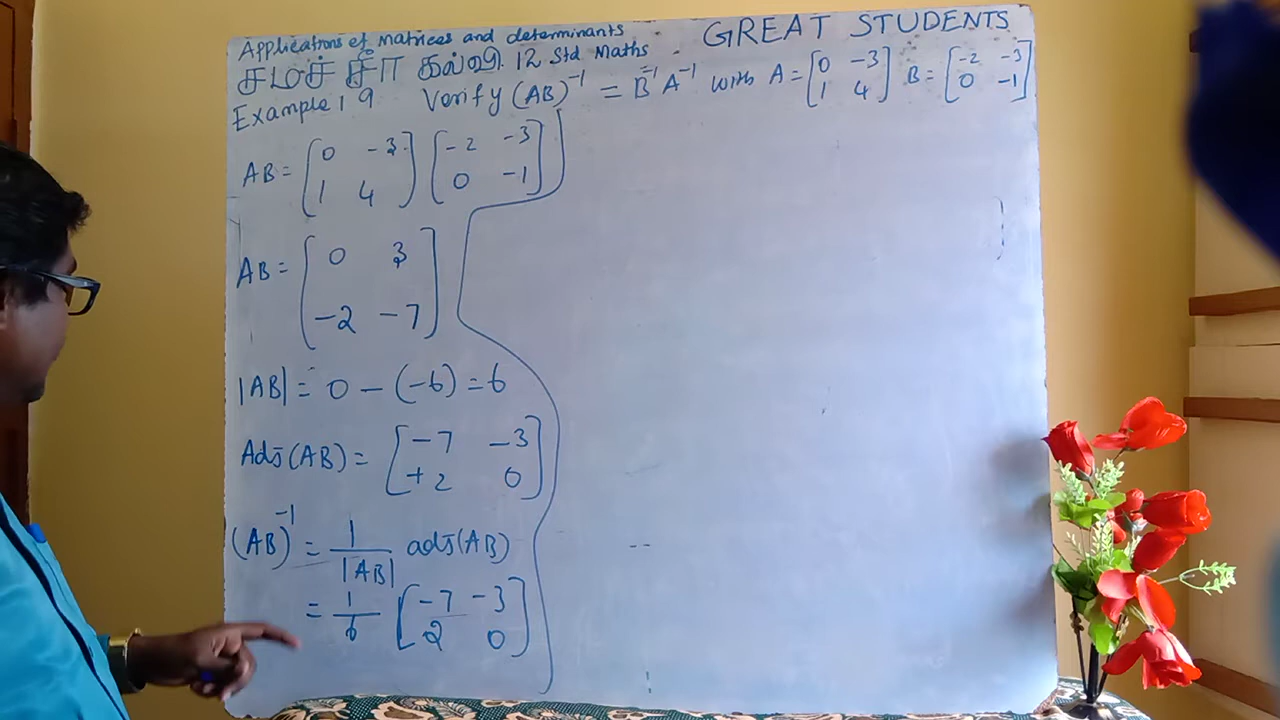 Applications of matrices and determinants
GREAT STUDENTS
சமச்சீர் கல்வி. 12 Std Maths
Example 1 9 Verify (AB)⁻¹ = B⁻¹ A⁻¹ with A = [0 -3; 1 4] B = [-2 -3; 0 -1]
AB = [0 -3; 1 4] [-2 -3; 0 -1]
AB = [0 3; -2 -7]
|AB| = 0 - (-6) = 6
Adj(AB) = [-7 -3; +2 0]
(AB)⁻¹ = 1/|AB| adj(AB)
= 1/6 [-7 -3; 2 0]